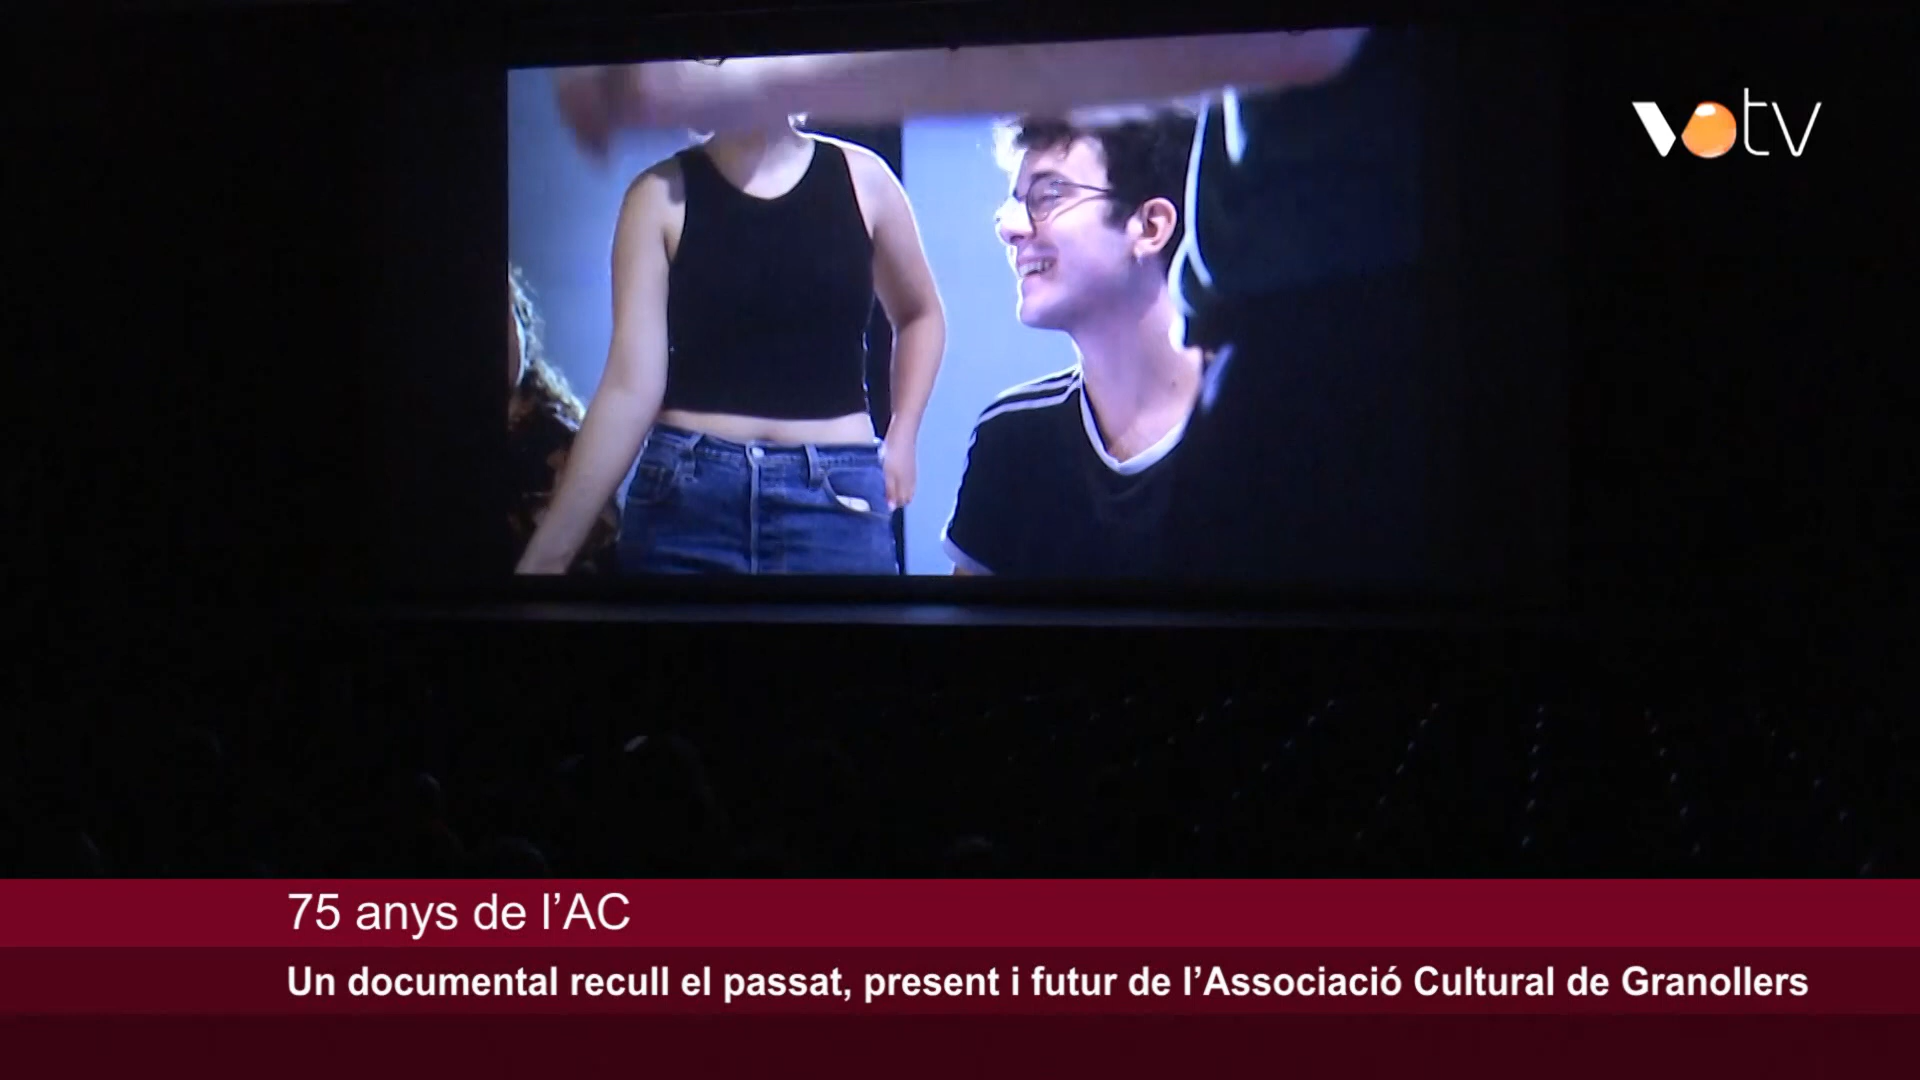 votv
75 anys de l’AC
Un documental recull el passat, present i futur de l’Associació Cultural de Granollers